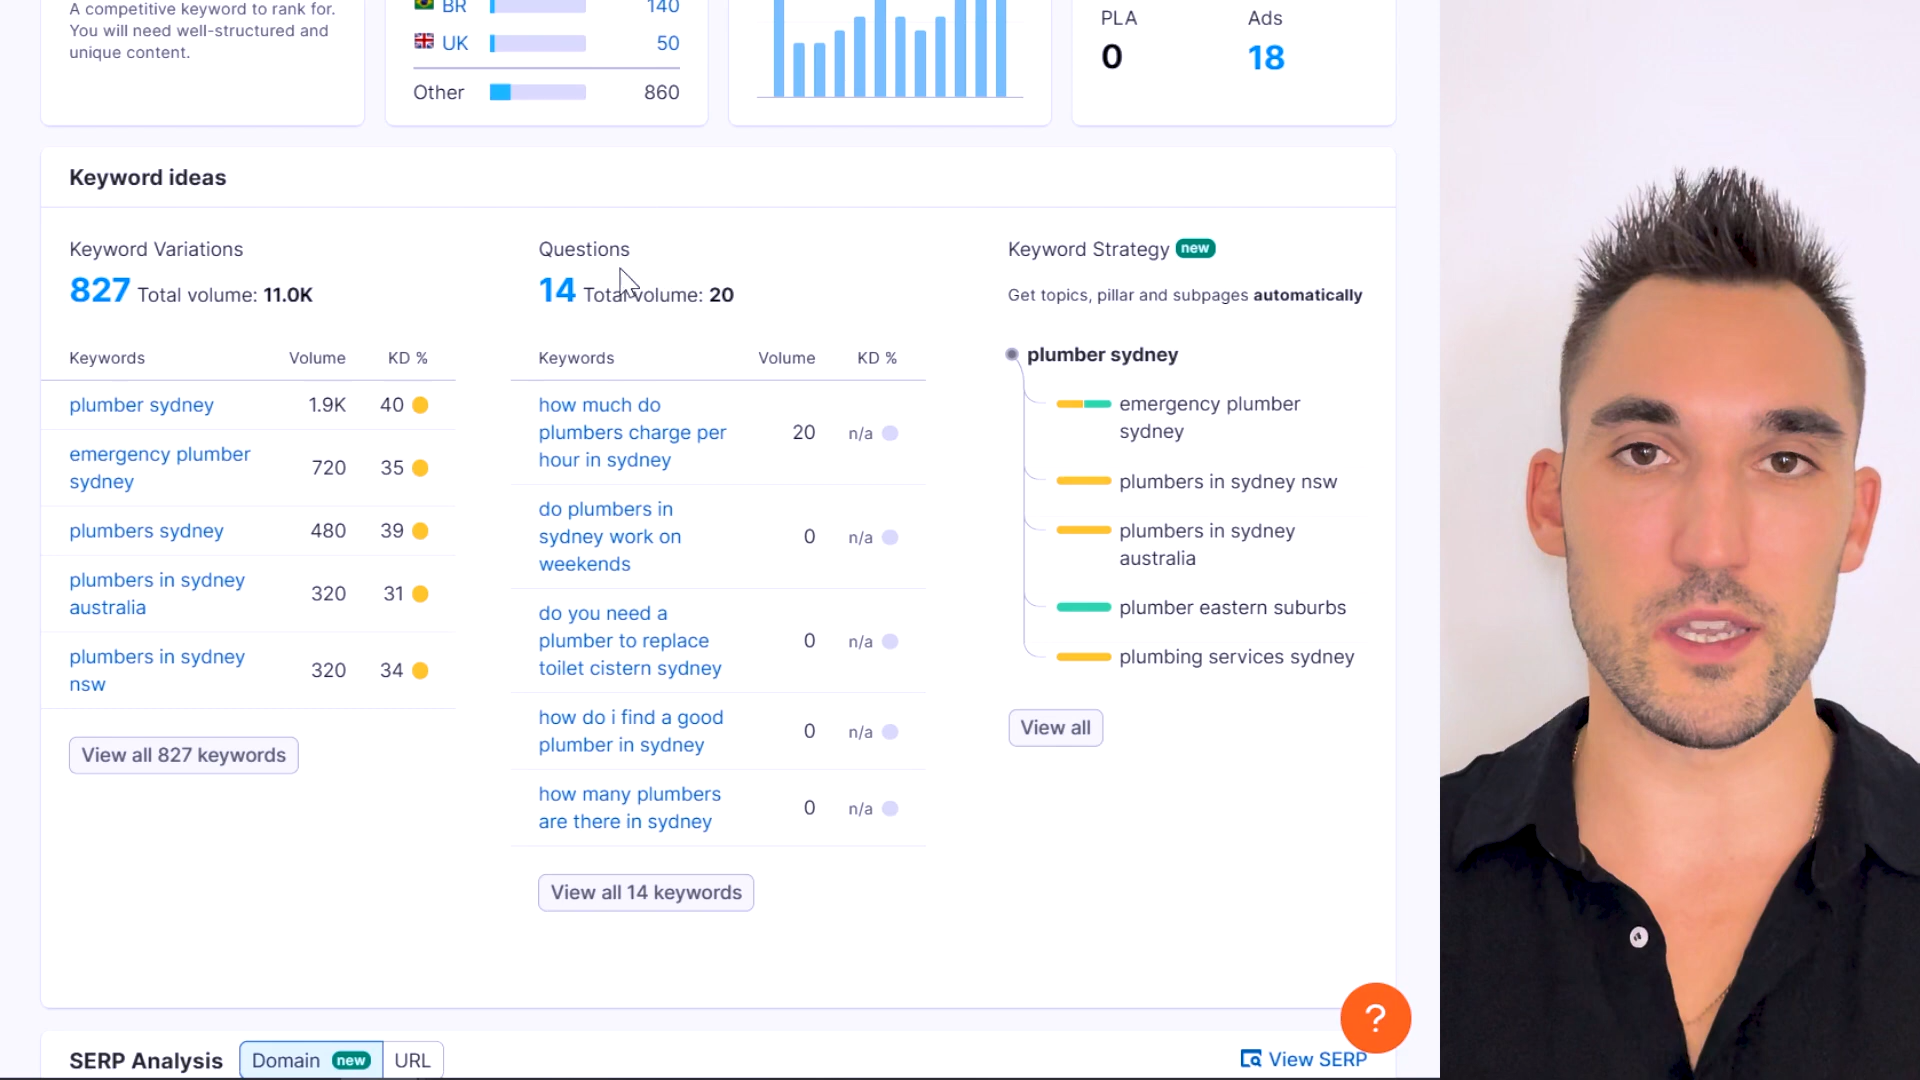 A competitive keyword to rank for.
You will need well-structured and
unique content.
BR 140
UK 50
Other 860
PLA
0
Ads
18
Keyword ideas
Keyword Variations
827 Total volume: 11.0K
Keywords Volume KD %
plumber sydney 1.9K 40
emergency plumber
sydney 720 35
plumbers sydney 480 39
plumbers in sydney
australia 320 31
plumbers in sydney
nsw 320 34
View all 827 keywords
Questions
14 Total volume: 20
Keywords Volume KD %
how much do
plumbers charge per 20 n/a
hour in sydney
do plumbers in
sydney work on 0 n/a
weekends
do you need a
plumber to replace 0 n/a
toilet cistern sydney
how do i find a good
plumber in sydney 0 n/a
how many plumbers
are there in sydney 0 n/a
View all 14 keywords
Keyword Strategy new
Get topics, pillar and subpages automatically
plumber sydney
emergency plumber
sydney
plumbers in sydney nsw
plumbers in sydney
australia
plumber eastern suburbs
plumbing services sydney
View all
?
SERP Analysis Domain new URL
View SERP